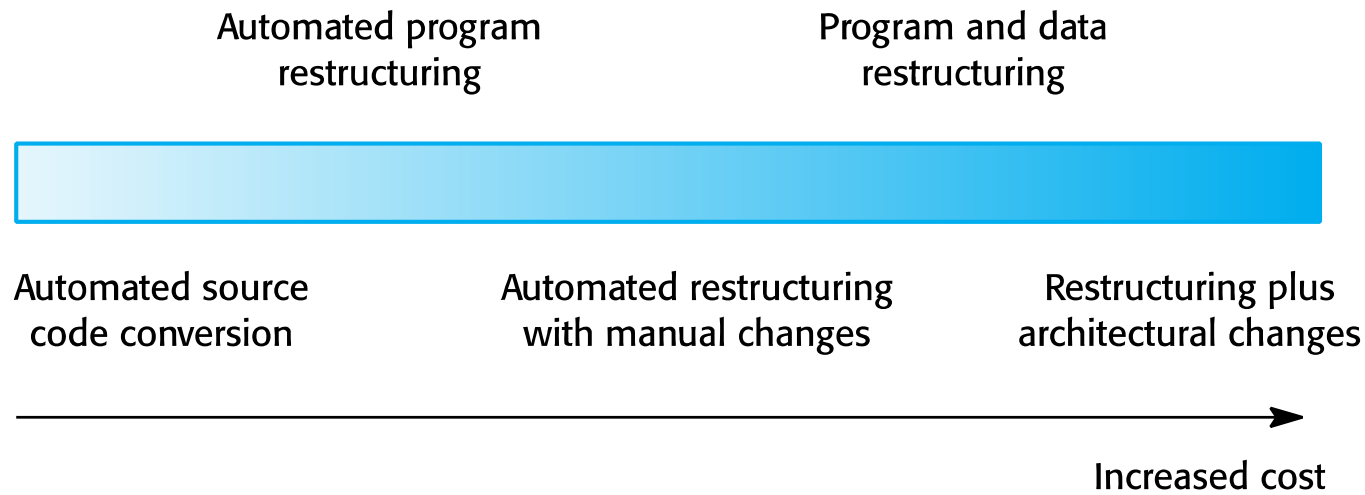 Automated program
restructuring
Program and data
restructuring
Automated source
code conversion
Automated restructuring
with manual changes
Restructuring plus
architectural changes
Increased cost